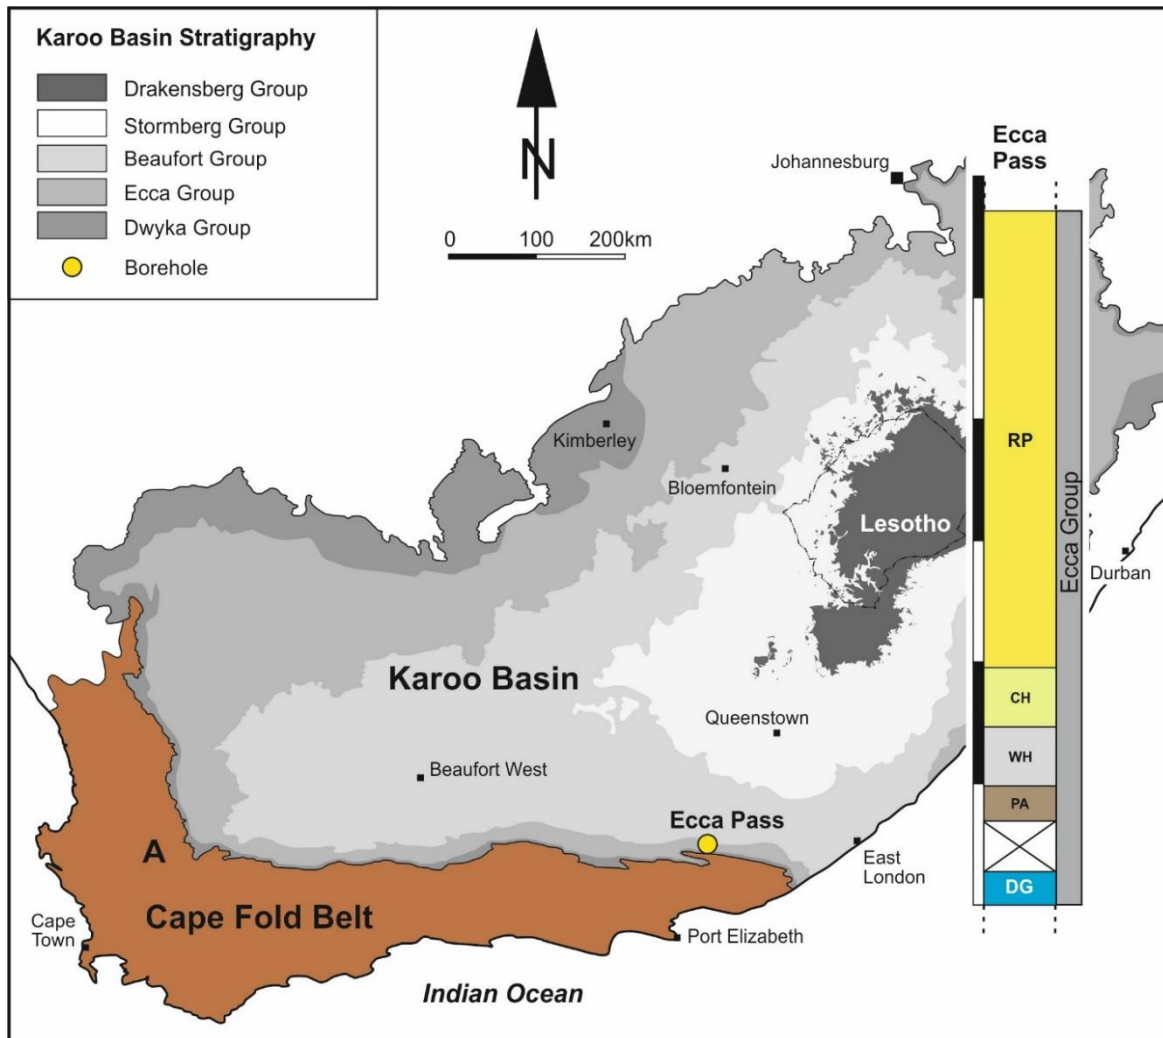 Karoo Basin Stratigraphy
Drakensberg Group
Stormberg Group
Beaufort Group
Ecca Group
Dwyka Group
Borehole
N
0 100 200km
Johannesburg
Ecca
Pass
Kimberley
Bloemfontein
Lesotho
Durban
Karoo Basin
Queenstown
Beaufort West
Ecca Pass
East
London
A
Cape Fold Belt
Cape
Town
Port Elizabeth
Indian Ocean
RP
CH
WH
PA
DG
Ecca Group